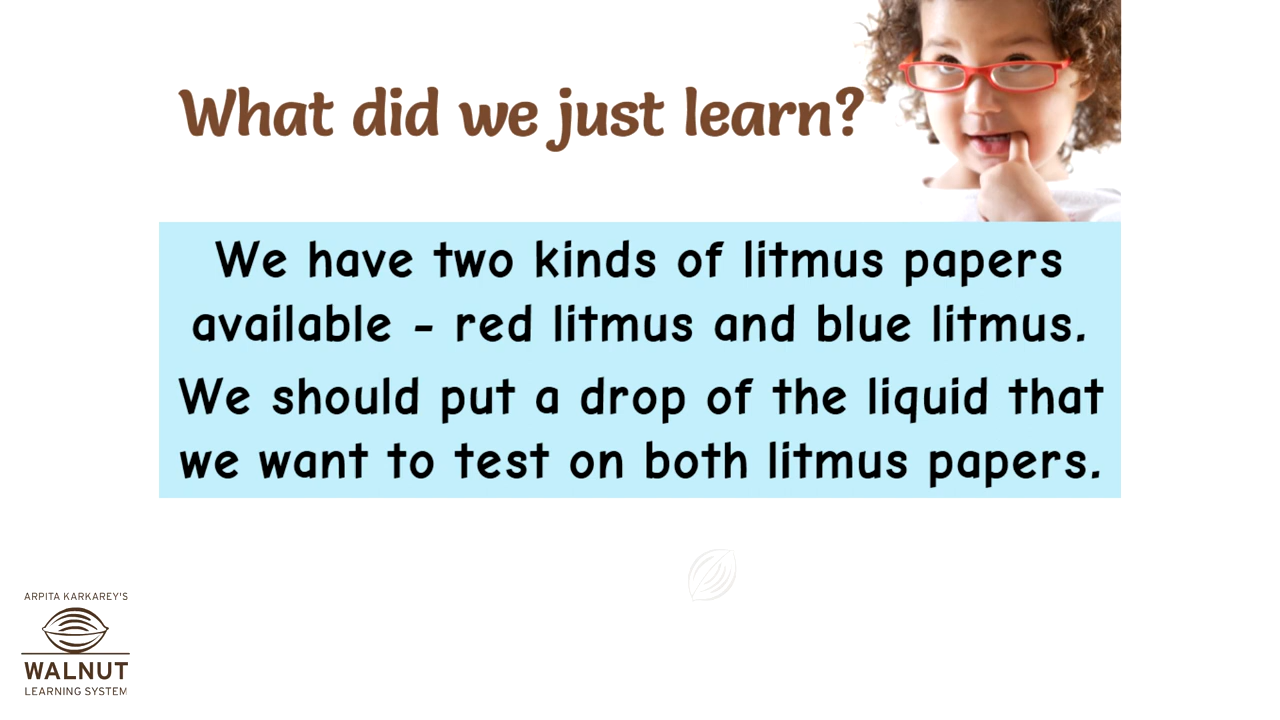 What did we just learn?
We have two kinds of litmus papers
available - red litmus and blue litmus.
We should put a drop of the liquid that
we want to test on both litmus papers.
ARPITA KARKAREY'S
WALNUT
LEARNING SYSTEM